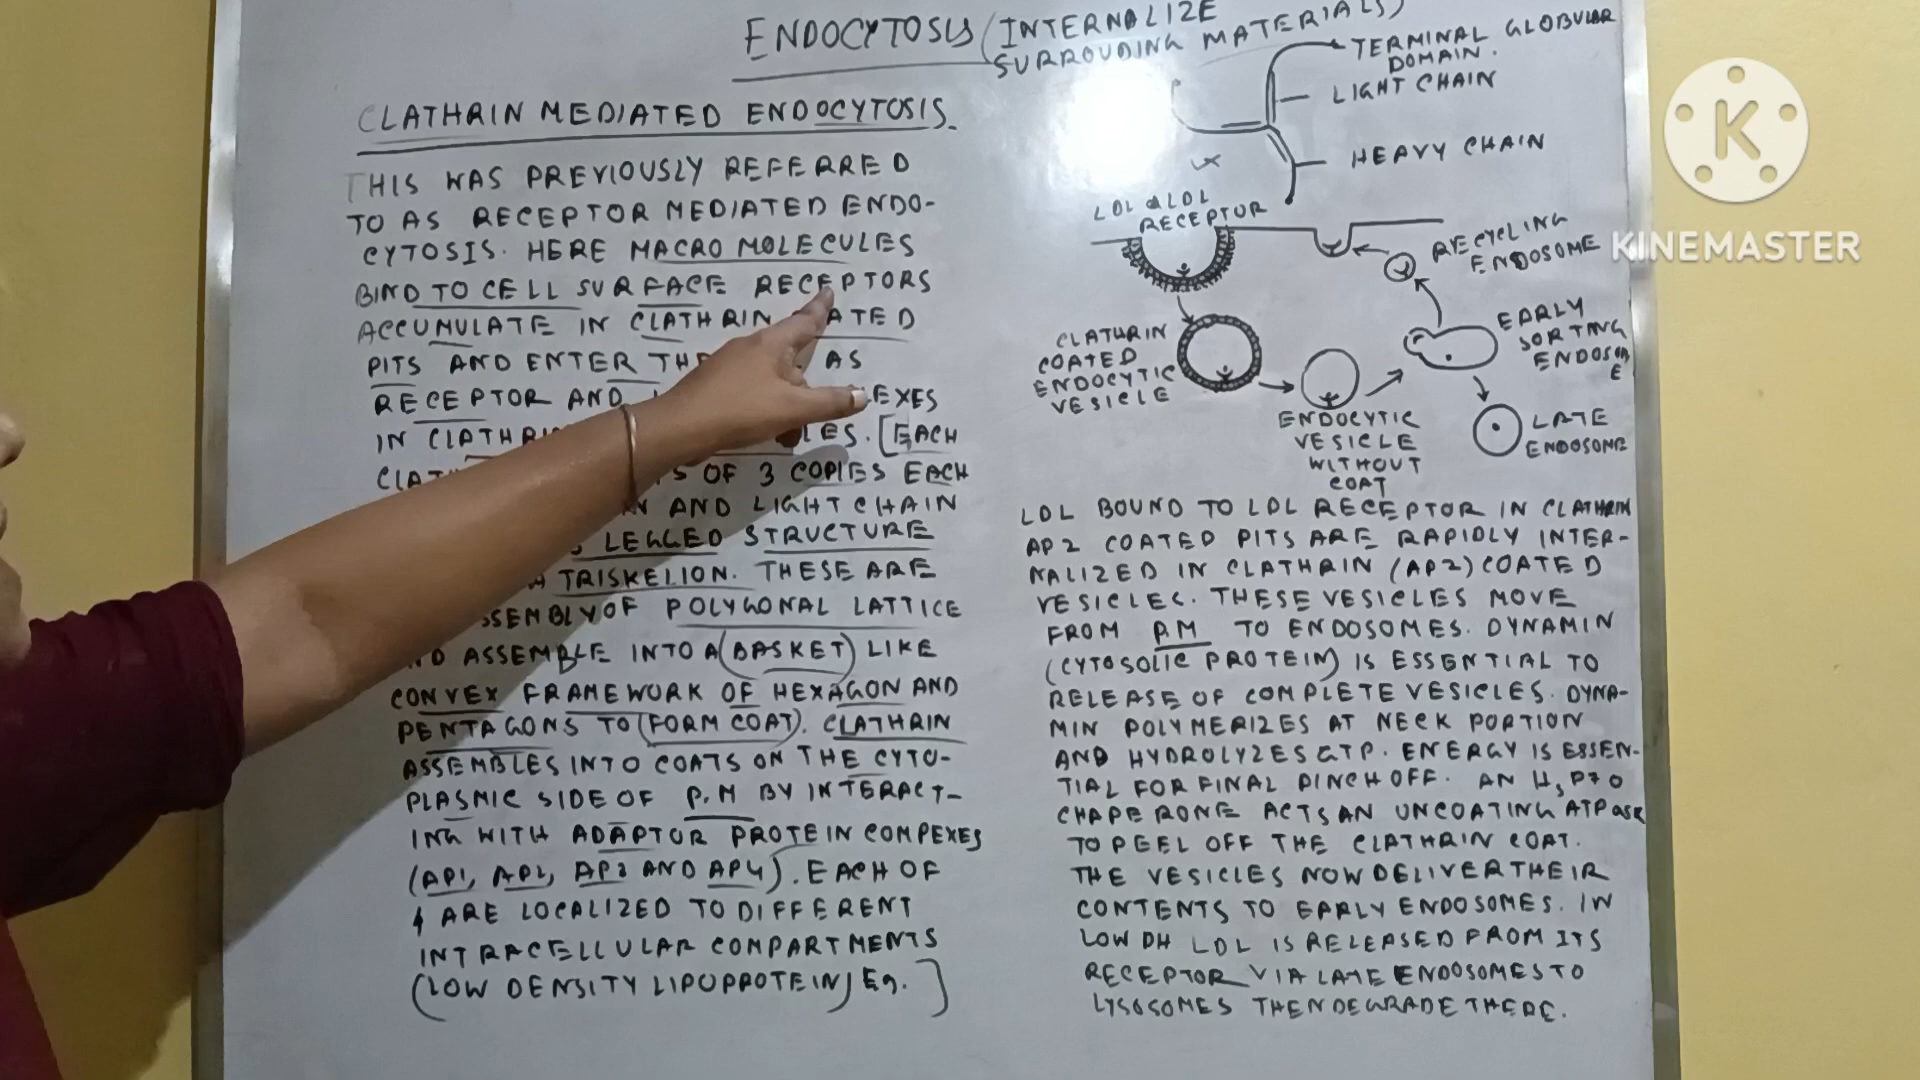 ENDOCYTOSIS (INTERNALIZE
SURROUDING MATERIALS)
CLATHRIN MEDIATED ENDOCYTOSIS.
THIS WAS PREVIOUSLY REFERRED
TO AS RECEPTOR MEDIATED ENDO-
CYTOSIS. HERE MACROMOLECULES
BIND TO CELL SURFACE RECEPTORS
ACCUMULATE IN CLATHRIN
PITS AND ENTER AS
RECEPTOR AND
IN [EACH
OF 3 COPIES EACH
AND LIGHT CHAIN
LEGGED STRUCTURE
TRISKELION. THESE ARE
OF POLYGONAL LATTICE
ASSEMBLE INTO A (BASKET) LIKE
CONVEX FRAMEWORK OF HEXAGON AND
PENTAGONS TO (FORM COAT). CLATHRIN
ASSEMBLES INTO COATS ON THE CYTO-
PLASMIC SIDE OF P.M BY INTERACT-
ING WITH ADAPTOR PROTEIN COMPEXES
(AP1, AP2, AP3 AND AP4). EACH OF
4 ARE LOCALIZED TO DIFFERENT
INTRACELLULAR COMPARTMENTS
(LOW DENSITY LIPOPROTEIN) Eg.]
TERMINAL GLOBULAR
DOMAIN.
LIGHT CHAIN
HEAVY CHAIN
LDL & LDL
RECEPTOR
RECYCLING
ENDOSOME
EARLY
SORTING
ENDOSOM
E
CLATHRIN
COATED
ENDOCYTIC
VESICLE
ENDOCYTIC
VESICLE
WITHOUT
COAT
LATE
ENDOSOME
LDL BOUND TO LDL RECEPTOR IN CLATHRIN
AP2 COATED PITS ARE RAPIDLY INTER-
NALIZED IN CLATHRIN (AP2) COATED
VESICLES. THESE VESICLES MOVE
FROM P.M TO ENDOSOMES. DYNAMIN
(CYTOSOLIC PROTEIN) IS ESSENTIAL TO
RELEASE OF COMPLETE VESICLES. DYNA-
MIN POLYMERIZES AT NECK PORTION
AND HYDROLYZES GTP. ENERGY IS ESSEN-
TIAL FOR FINAL PINCH OFF. AN HSP70
CHAPERONE ACTS AN UNCOATING ATPase
TO PEEL OFF THE CLATHRIN COAT.
THE VESICLES NOW DELIVER THEIR
CONTENTS TO EARLY ENDOSOMES. IN
LOW PH LDL IS RELEASED FROM ITS
RECEPTOR VIA LATE ENDOSOMES TO
LYSOSOMES THEN DEGRADE THERE.
K
KINEMASTER